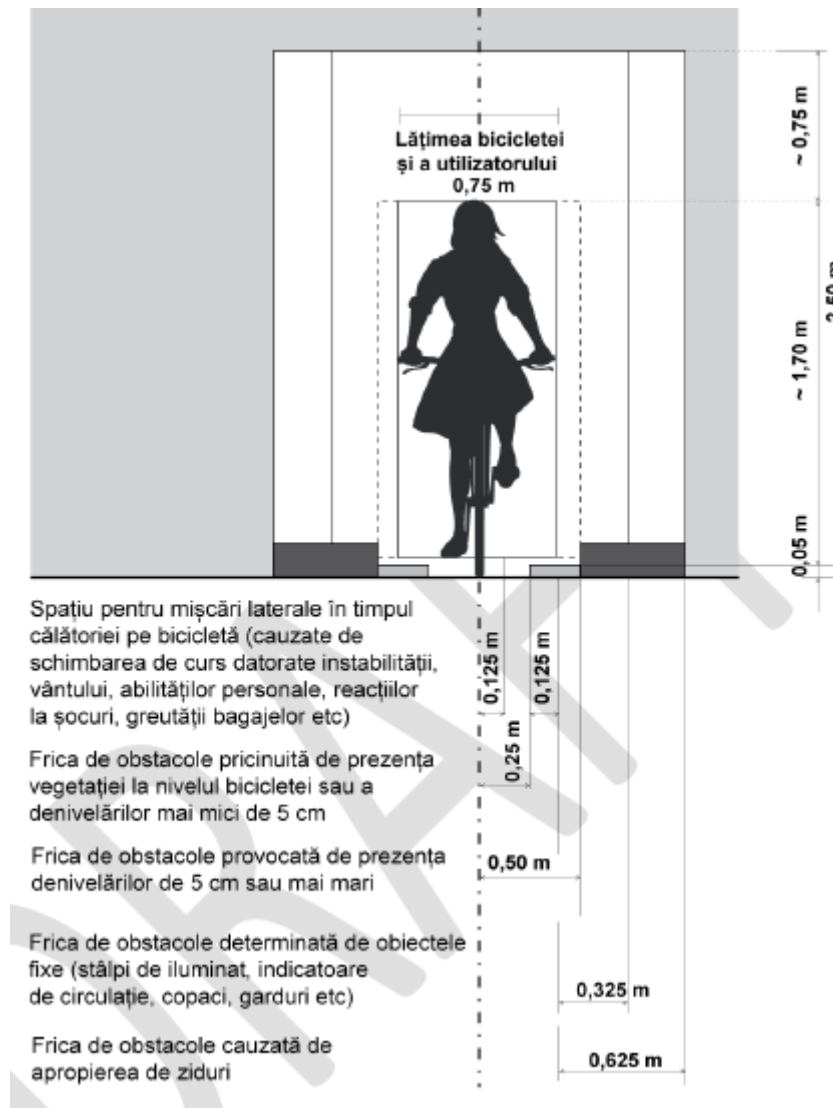 Lățimea bicicletei
și a utilizatorului
0,75 m
~ 0,75 m
~ 1,70 m
0,05 m
Spațiu pentru mișcări laterale în timpul
călătoriei pe bicicletă (cauzate de
schimbarea de curs datorate instabilității,
vântului, abilităților personale, reacțiilor
la șocuri, greutății bagajelor etc)
0,125 m
0,125 m
Frica de obstacole pricinuită de prezența
vegetației la nivelul bicicletei sau a
denivelărilor mai mici de 5 cm
0,25 m
Frica de obstacole provocată de prezența
denivelărilor de 5 cm sau mai mari
0,50 m
Frica de obstacole determinată de obiectele
fixe (stâlpi de iluminat, indicatoare
de circulație, copaci, garduri etc)
0,325 m
Frica de obstacole cauzată de
apropierea de ziduri
0,625 m